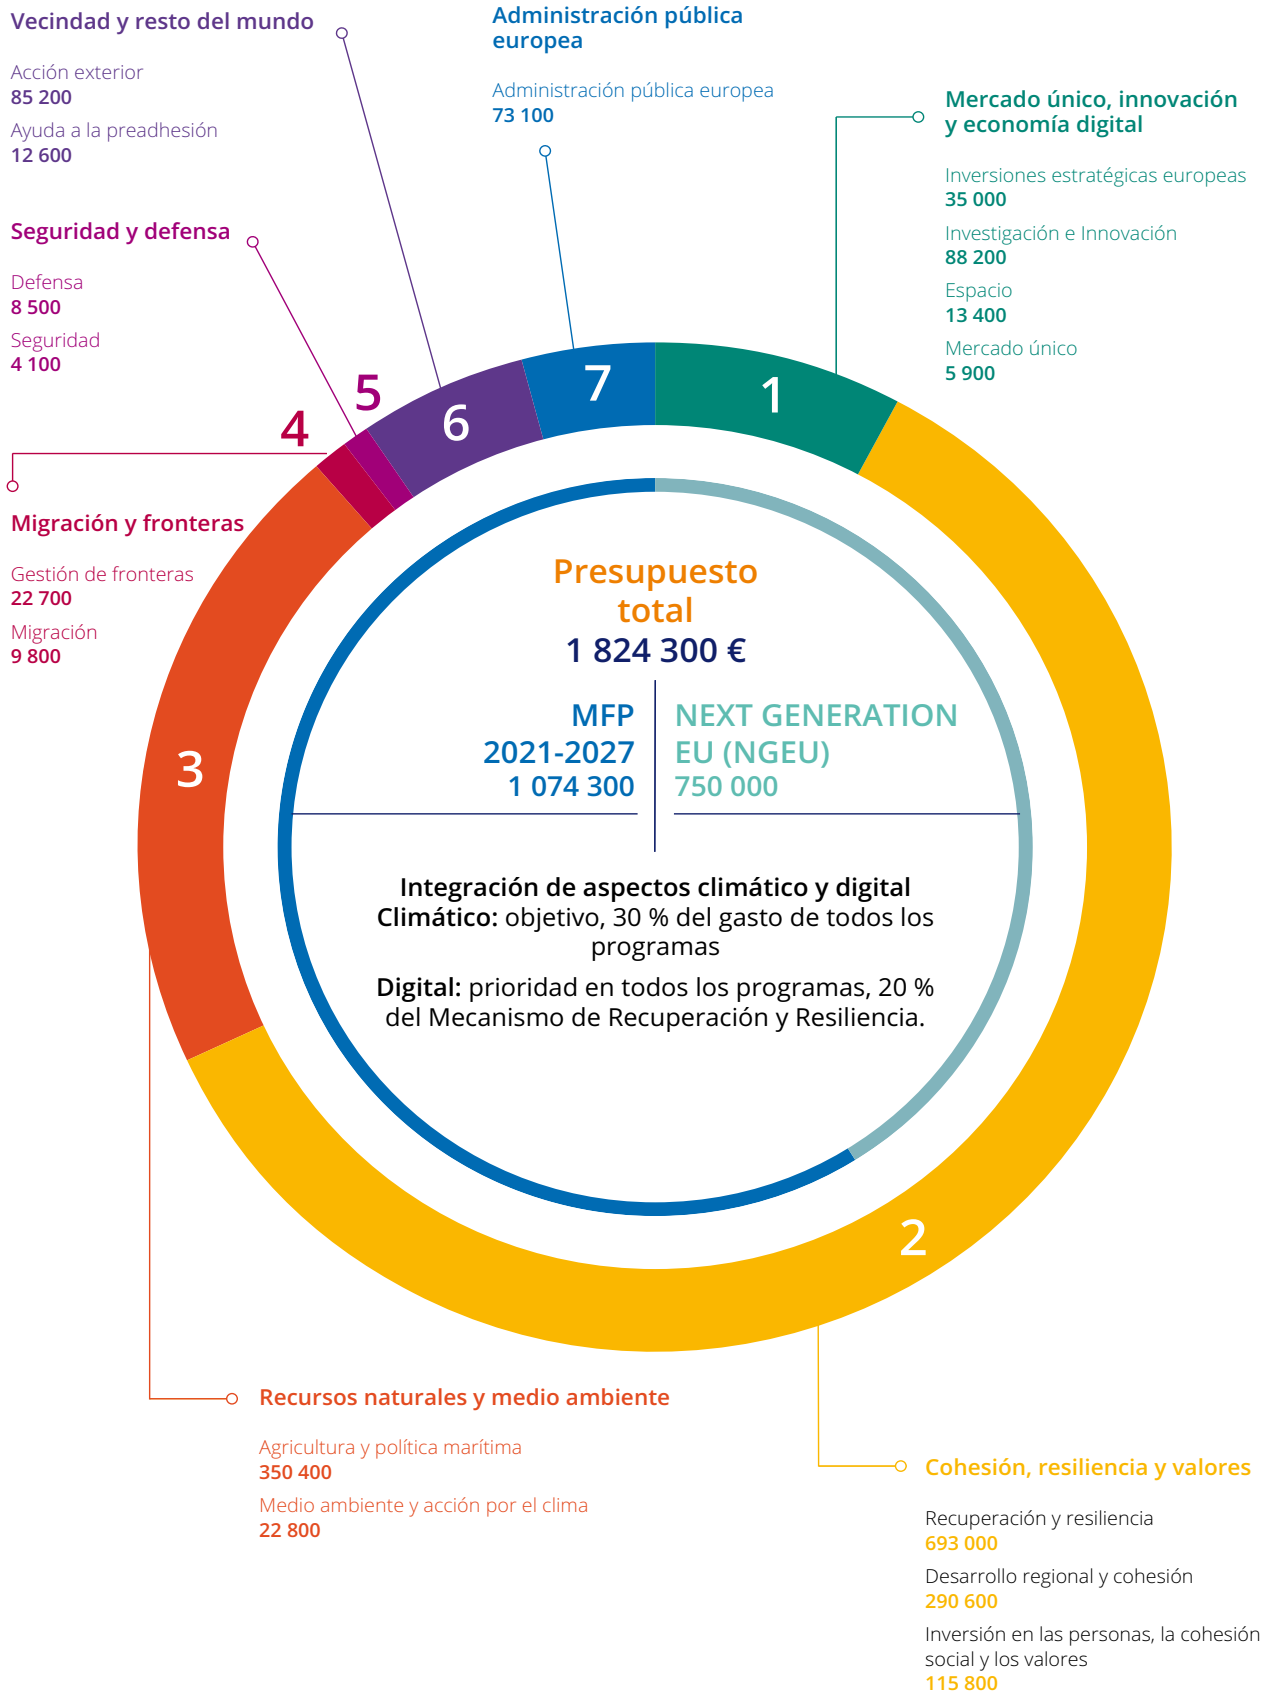 Vecindad y resto del mundo
Acción exterior
85 200
Ayuda a la preadhesión
12 600
Administración pública
europea
Administración pública europea
73 100
Mercado único, innovación
y economía digital
Inversiones estratégicas europeas
35 000
Investigación e Innovación
88 200
Espacio
13 400
Mercado único
5 900
Seguridad y defensa
Defensa
8 500
Seguridad
4 100
Migración y fronteras
Gestión de fronteras
22 700
Migración
9 800
1
2
3
4
5
6
7
Presupuesto
total
1 824 300 €
MFP
2021-2027
1 074 300
NEXT GENERATION
EU (NGEU)
750 000
Integración de aspectos climático y digital
Climático: objetivo, 30 % del gasto de todos los
programas
Digital: prioridad en todos los programas, 20 %
del Mecanismo de Recuperación y Resiliencia.
Recursos naturales y medio ambiente
Agricultura y política marítima
350 400
Medio ambiente y acción por el clima
22 800
Cohesión, resiliencia y valores
Recuperación y resiliencia
693 000
Desarrollo regional y cohesión
290 600
Inversión en las personas, la cohesión
social y los valores
115 800